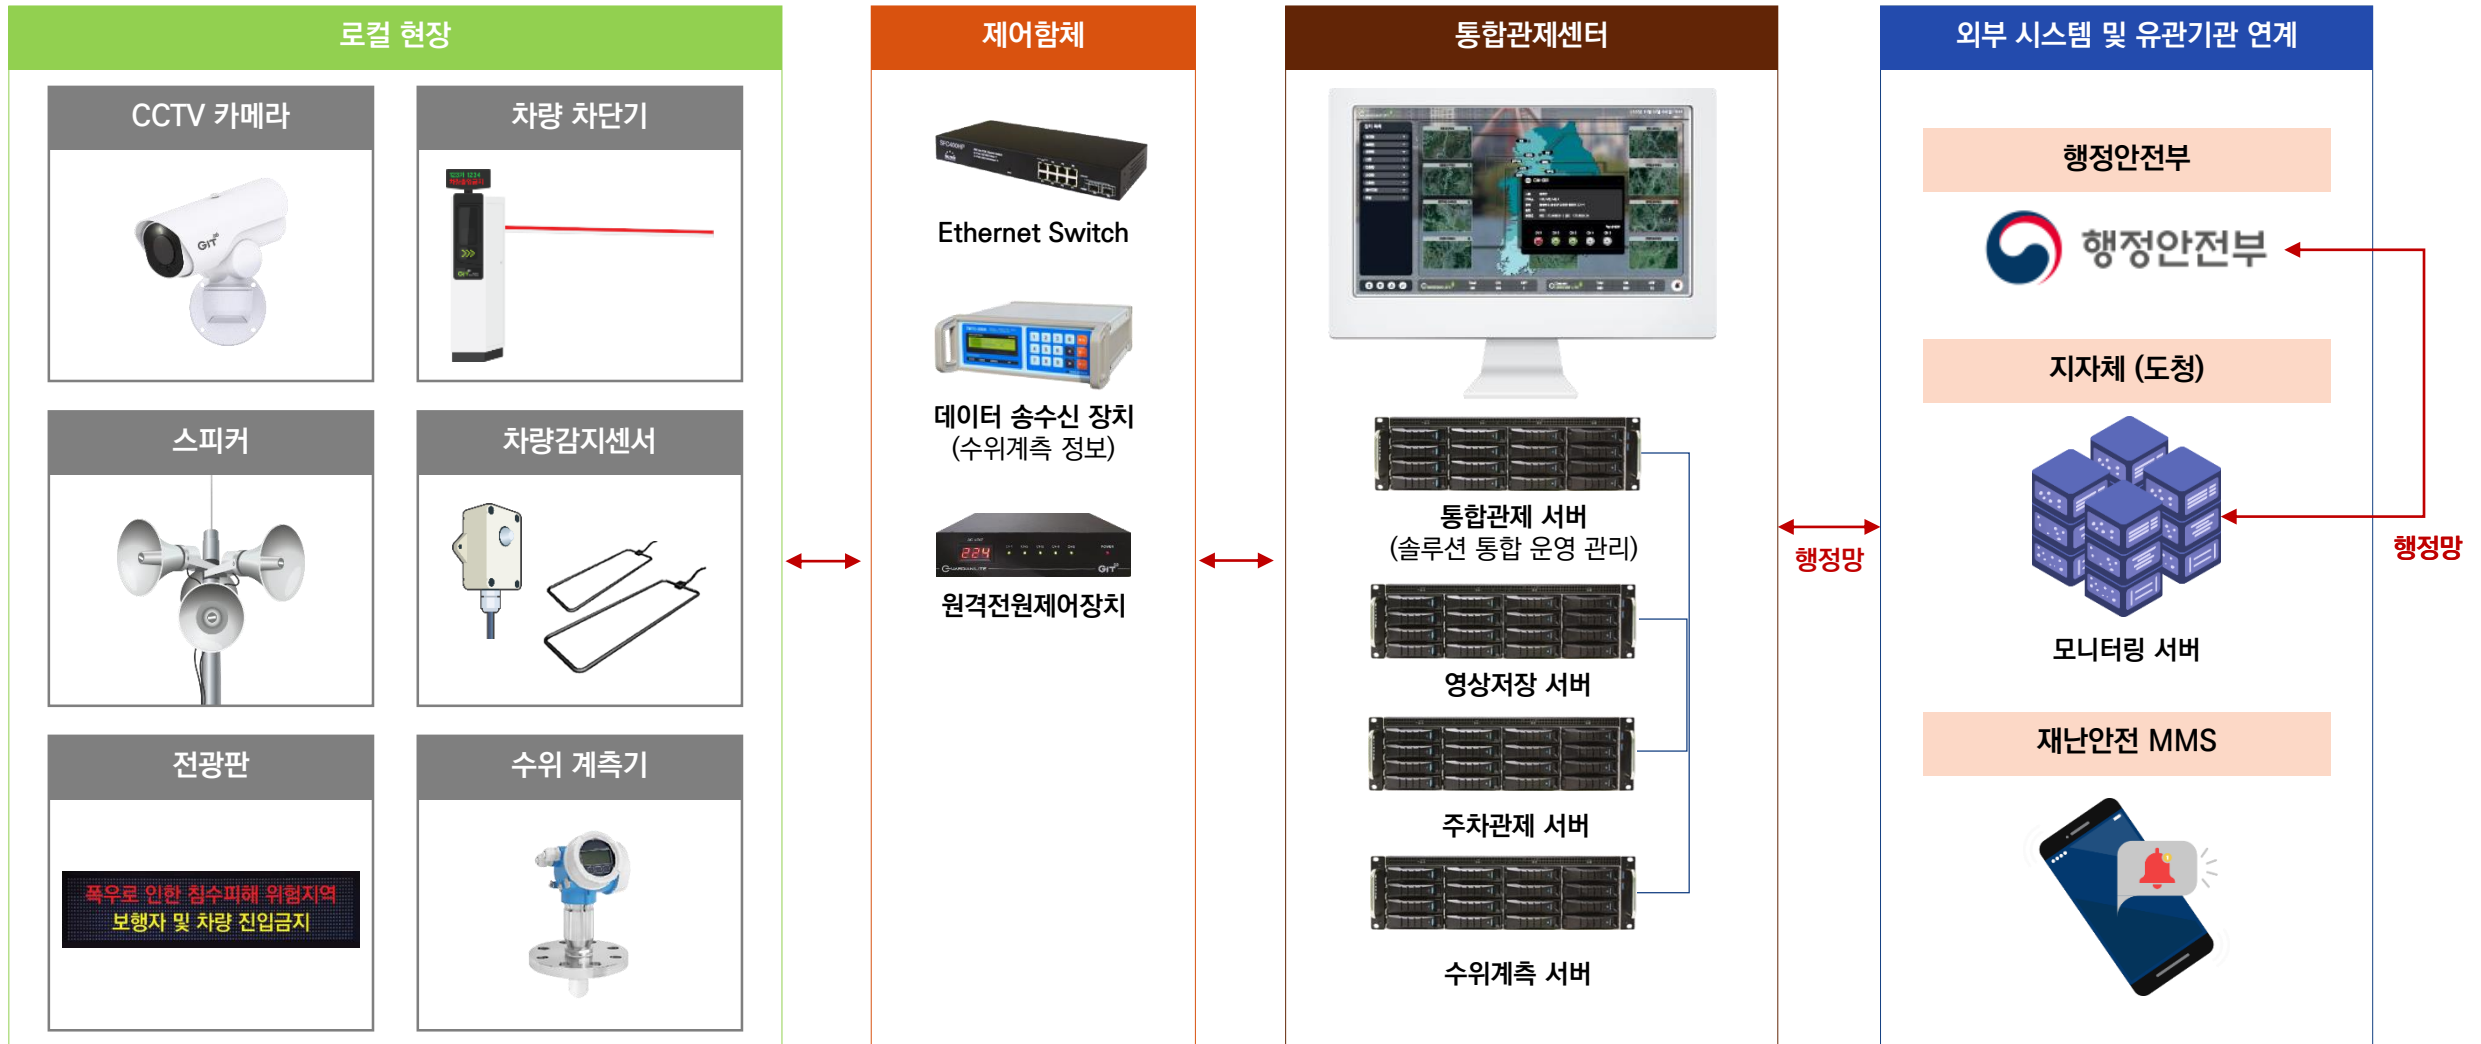 로컬 현장
CCTV 카메라
차량 차단기
GIT
스피커
차량감지센서
전광판
수위 계측기
폭우로 인한 침수피해 위험지역
보행자 및 차량 진입금지
제어함체
SFC400HP
Ethernet Switch
데이터 송수신 장치
(수위계측 정보)
224
GUARDIANLITE
GIT
원격전원제어장치
통합관제센터
통합관제 서버
(솔루션 통합 운영 관리)
영상저장 서버
주차관제 서버
수위계측 서버
행정망
외부 시스템 및 유관기관 연계
행정안전부
행정안전부
지자체 (도청)
모니터링 서버
행정망
재난안전 MMS